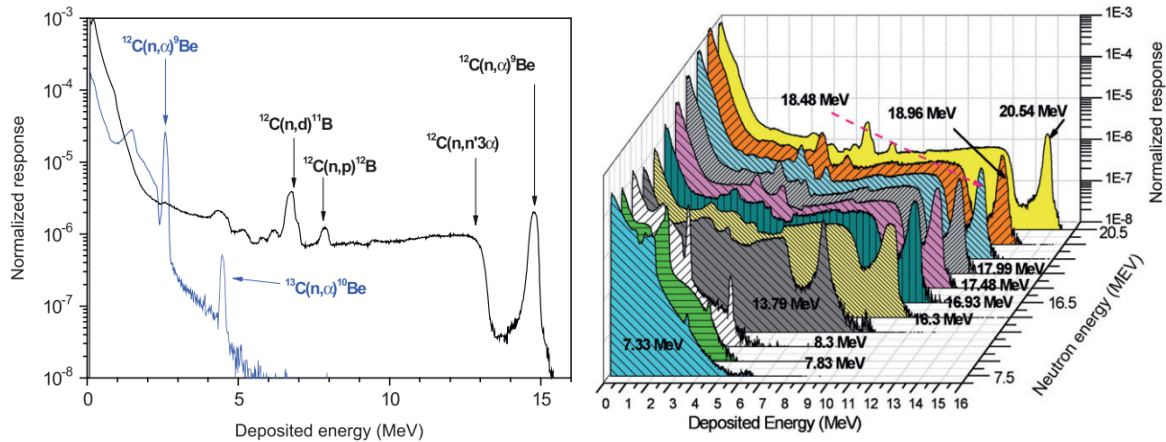 10⁻³
10⁻⁴
10⁻⁵
10⁻⁶
10⁻⁷
10⁻⁸
Normalized response
¹²C(n,α)⁹Be
¹²C(n,α)⁹Be
¹²C(n,d)¹¹B
¹²C(n,n'3α)
¹²C(n,p)¹²B
¹³C(n,α)¹⁰Be
0 5 10 15
Deposited energy (MeV)
1E-3
1E-4
1E-5
1E-6
1E-7
1E-8
Normalized response
18.48 MeV
18.96 MeV
20.54 MeV
20.5
17.99 MeV
17.48 MeV
16.5
16.93 MeV
16.3 MeV
13.79 MeV
8.3 MeV
7.33 MeV
7.83 MeV
7.5
Neutron energy (MEV)
0 1 2 3 4 5 6 7 8 9 10 11 12 13 14 15 16
Deposited Energy (MeV)